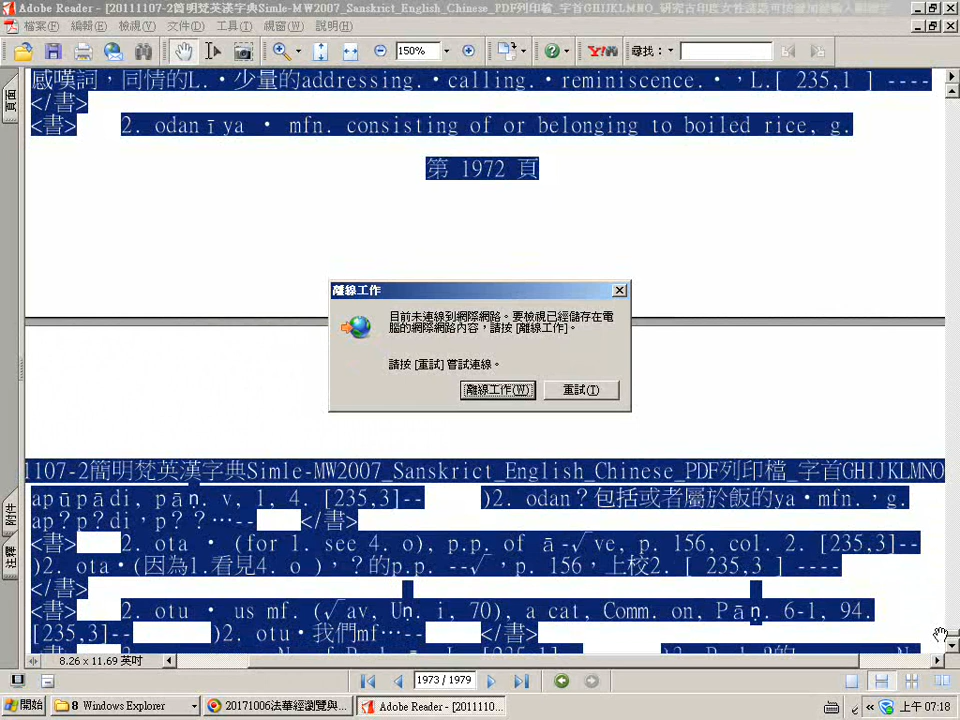 Adobe Reader - [20111107-2簡明梵英漢字典Simle-MW2007_Sanskrict_English_Chinese_PDF列印檔_字首GHIJKLMNO_研究古印度女性
檔案(F) 編輯(E) 檢視(V) 文件(D) 工具(T) 視窗(W) 說明(H)
150% Y! 尋找:
頁面
感嘆詞，同情的L.‧少量的addressing.‧calling.‧reminiscence.‧，L.[ 235,1 ] ----
</書>
<書> 2. odanīya ‧ mfn. consisting of or belonging to boiled rice, g.
第 1972 頁
離線工作
目前未連線到網際網路。要檢視已經儲存在電
腦的網際網路內容，請按 [離線工作]。
請按 [重試] 嘗試連線。
離線工作(W) 重試(T)
1107-2簡明梵英漢字典Simle-MW2007_Sanskrict_English_Chinese_PDF列印檔_字首GHIJKLMNO
apūpādi, pāṇ. v, 1, 4. [235,3]-- )2. odan？包括或者屬於飯的ya‧mfn.，g.
ap？p？di，p？？…-- </書>
<書> 2. ota ‧ (for 1. see 4. o), p.p. of ā-√ve, p. 156, col. 2. [235,3]--
)2. ota‧(因為1.看見4. o )，？的p.p. --√，p. 156，上校2. [ 235,3 ] ----
</書>
<書> 2. otu ‧ us mf. (√av, Uṇ. i, 70), a cat, Comm. on, Pāṇ. 6-1, 94.
[235,3]-- )2. otu‧我們mf…-- </書>
附件
注釋
8.26 x 11.69 英吋
1973 / 1979
開始 8 Windows Explorer 20171006法華經瀏覽與... Adobe Reader - [2011110... 上午 07:18